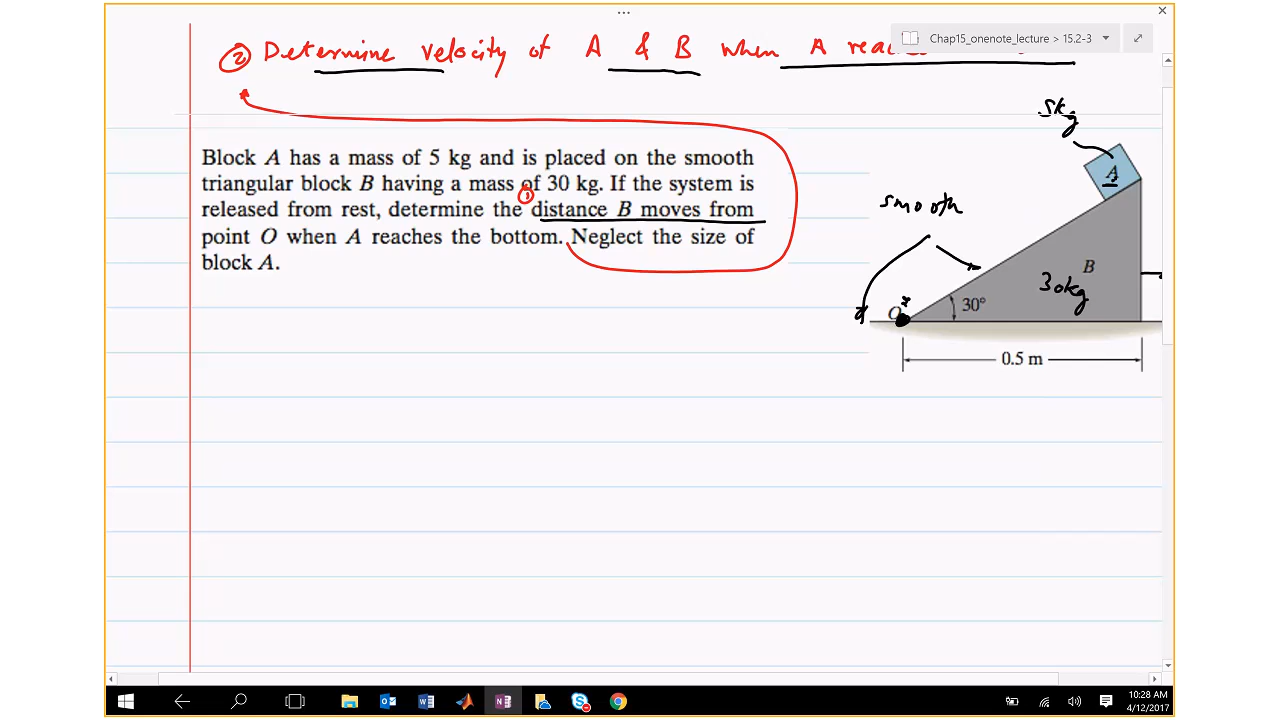 ...
Chap15_onenote_lecture > 15.2-3
② Determine velocity of A & B when A
Block A has a mass of 5 kg and is placed on the smooth
triangular block B having a mass of 30 kg. If the system is
①
released from rest, determine the distance B moves from
point O when A reaches the bottom. Neglect the size of
block A.
5kg
A
smooth
B
30kg
O
x
30°
0.5 m
10:28 AM
4/12/2017